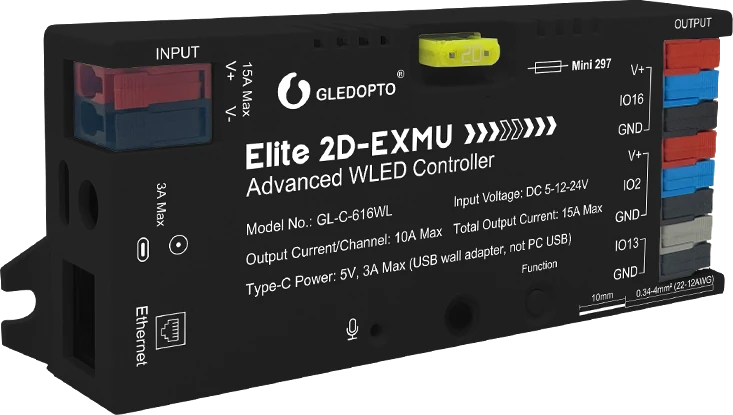 OUTPUT
INPUT
V+
V-
15A Max
GLEDOPTO®
20
Mini 297
V+
IO16
GND
V+
IO2
GND
IO13
GND
Elite 2D-EXMU
Advanced WLED Controller
Model No.: GL-C-616WL
Input Voltage: DC 5-12-24V
Output Current/Channel: 10A Max
Total Output Current: 15A Max
Type-C Power: 5V, 3A Max (USB wall adapter, not PC USB)
Function
3A Max
Ethernet
10mm
0.34-4mm² (22-12AWG)